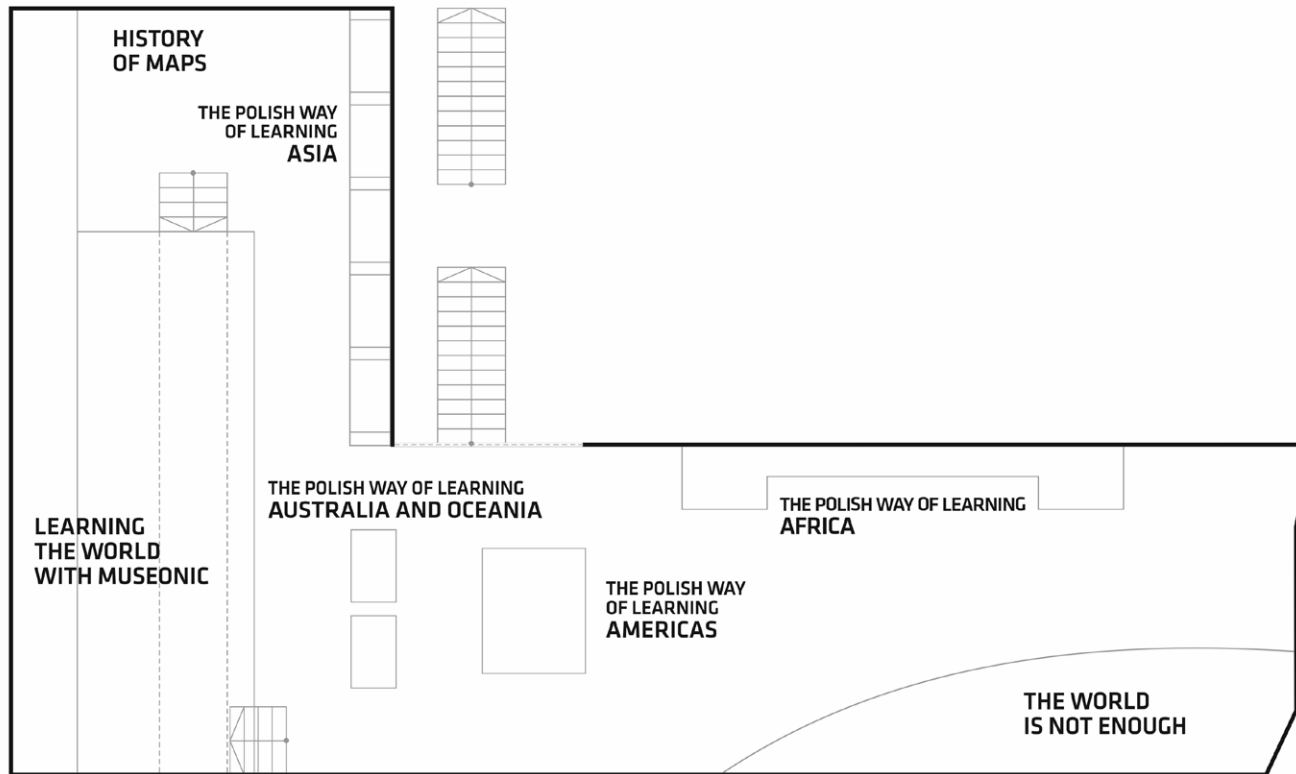 HISTORY
OF MAPS
THE POLISH WAY
OF LEARNING
ASIA
THE POLISH WAY OF LEARNING
AUSTRALIA AND OCEANIA
LEARNING
THE WORLD
WITH MUSEONIC
THE POLISH WAY OF LEARNING
AFRICA
THE POLISH WAY
OF LEARNING
AMERICAS
THE WORLD
IS NOT ENOUGH